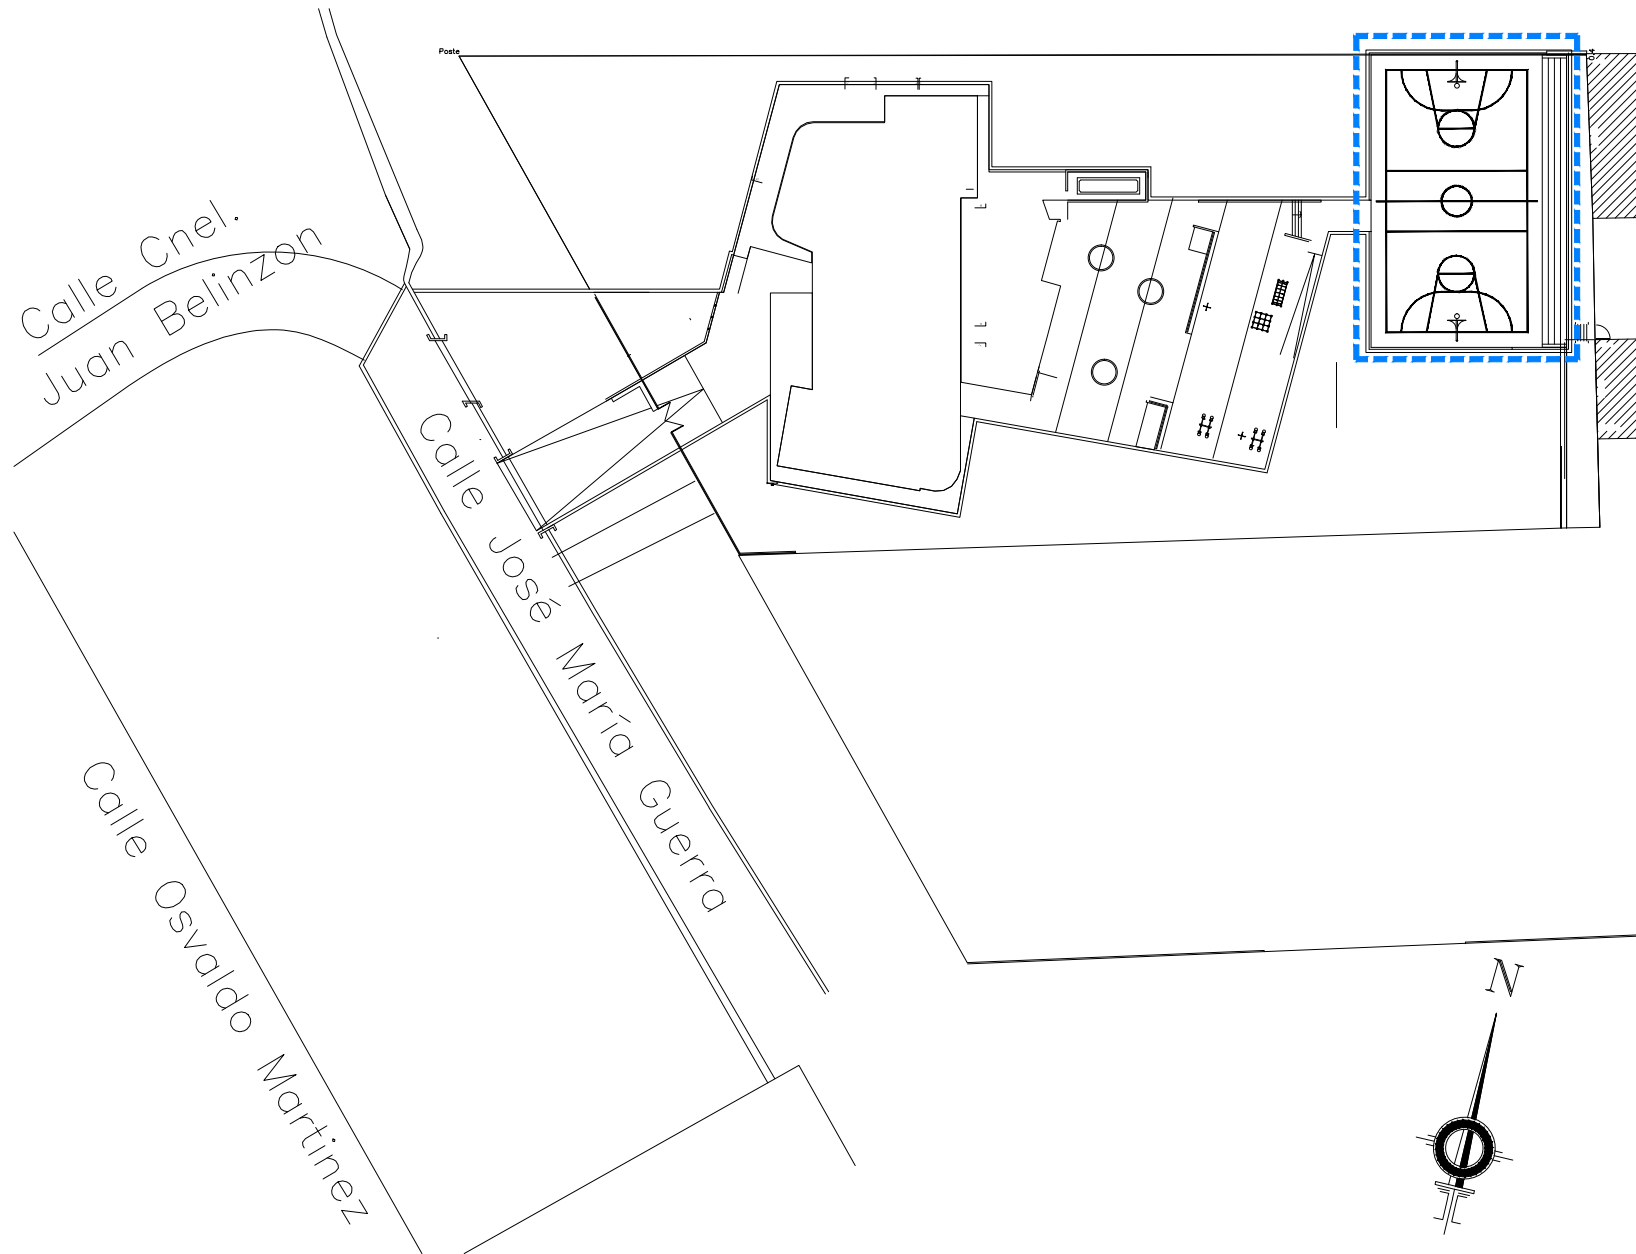 Poste
Calle Cnel.
Juan Belinzon
Calle José María Guerra
Calle Osvaldo Martinez
N